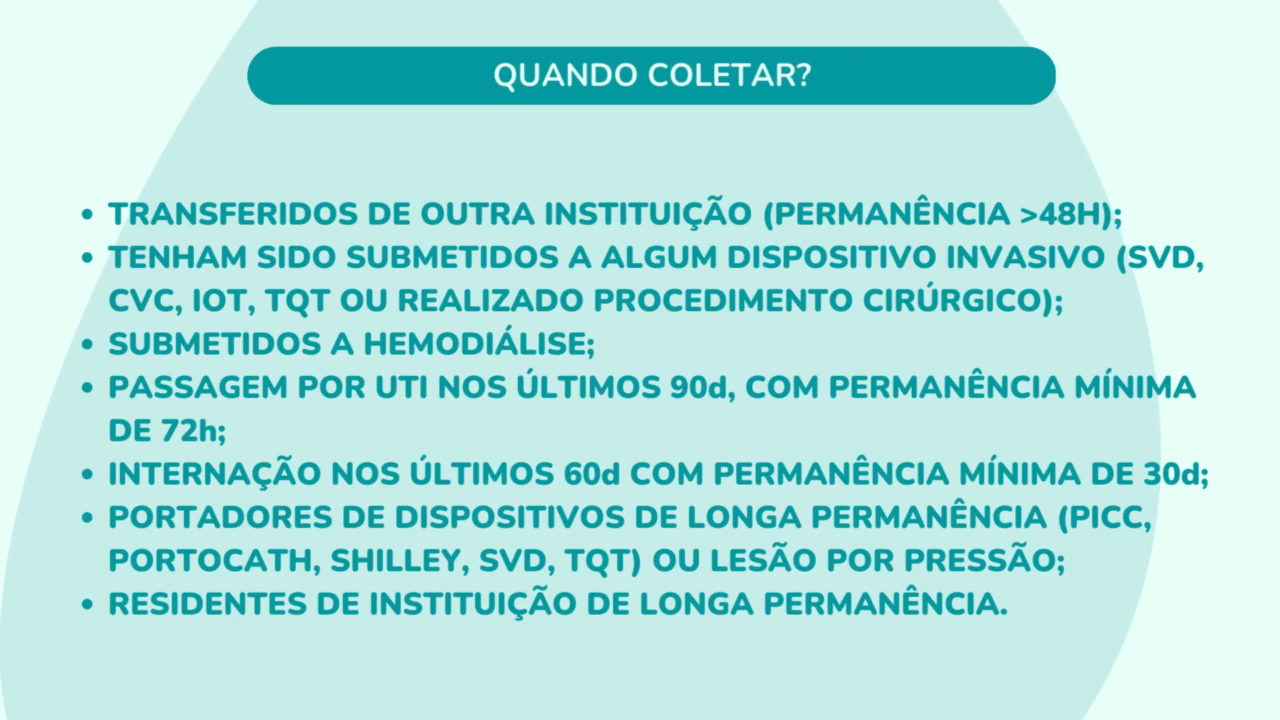 QUANDO COLETAR?
• TRANSFERIDOS DE OUTRA INSTITUIÇÃO (PERMANÊNCIA >48H);
• TENHAM SIDO SUBMETIDOS A ALGUM DISPOSITIVO INVASIVO (SVD,
CVC, IOT, TQT OU REALIZADO PROCEDIMENTO CIRÚRGICO);
• SUBMETIDOS A HEMODIÁLISE;
• PASSAGEM POR UTI NOS ÚLTIMOS 90d, COM PERMANÊNCIA MÍNIMA
DE 72h;
• INTERNAÇÃO NOS ÚLTIMOS 60d COM PERMANÊNCIA MÍNIMA DE 30d;
• PORTADORES DE DISPOSITIVOS DE LONGA PERMANÊNCIA (PICC,
PORTOCATH, SHILLEY, SVD, TQT) OU LESÃO POR PRESSÃO;
• RESIDENTES DE INSTITUIÇÃO DE LONGA PERMANÊNCIA.